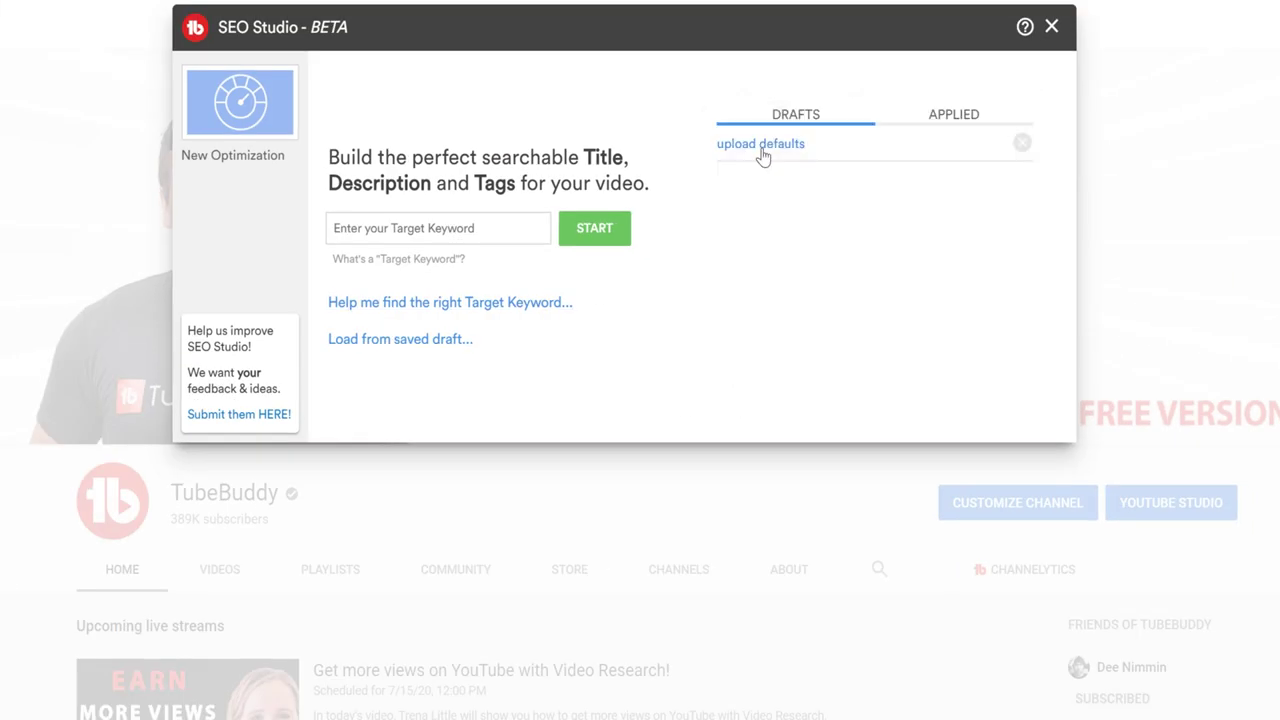 SEO Studio - BETA
New Optimization
Build the perfect searchable Title,
Description and Tags for your video.
Enter your Target Keyword
START
What's a "Target Keyword"?
Help me find the right Target Keyword...
Load from saved draft...
DRAFTS
APPLIED
upload defaults
Help us improve
SEO Studio!
We want your
feedback & ideas.
Submit them HERE!
FREE VERSION
TubeBuddy
389K subscribers
CUSTOMIZE CHANNEL
YOUTUBE STUDIO
HOME
VIDEOS
PLAYLISTS
COMMUNITY
STORE
CHANNELS
ABOUT
CHANNELYTICS
Upcoming live streams
EARN
MORE VIEWS
Get more views on YouTube with Video Research!
Scheduled for 7/15/20, 12:00 PM
In today's video, Trena Little will show you how to get more views on YouTube with Video Research.
FRIENDS OF TUBEBUDDY
Dee Nimmin
SUBSCRIBED